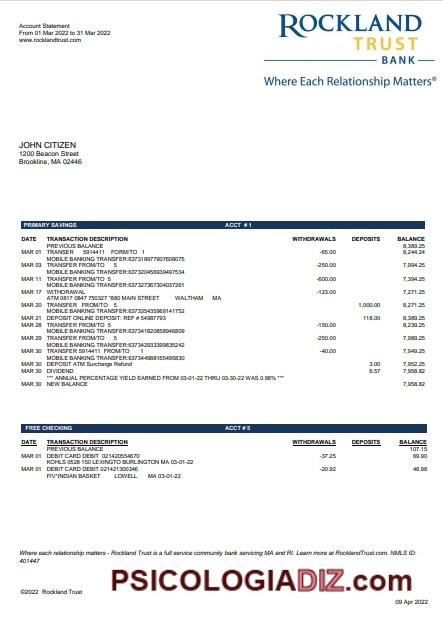 Account Statement
From 01 Mar 2022 to 31 Mar 2022
www.rocklandtrust.com
ROCKLAND
TRUST
BANK
Where Each Relationship Matters®
JOHN CITIZEN
1200 Beacon Street
Brookline, MA 02446
PRIMARY SAVINGS ACCT # 1
DATE TRANSACTION DESCRIPTION WITHDRAWALS DEPOSITS BALANCE
PREVIOUS BALANCE 8,389.25
MAR 01 TRANSER 5914411 FORM/TO 1 -65.00 8,244.24
MOBILE BANKING TRANSFER:637318977907608075
MAR 03 TRANSFER FROM/TO 5 -250.00 7,994.25
MOBILE BANKING TRANSFER:637320456939497534
MAR 11 TRANSFER FROM/TO 5 -600.00 7,394.25
MOBILE BANKING TRANSFER:637327367304037261
MAR 17 WITHDRAWAL -123.00 7,271.25
ATM 0817 0847 750327 *880 MAIN STREET WALTHAM MA
MAR 20 TRANSFER FROM/TO 5 1,000.00 8,271.25
MOBILE BANKING TRANSFER:637335435969141752
MAR 21 DEPOSIT ONLINE DEPOSIT: REF # 54987793 118.00 8,389.25
MAR 28 TRANSFER FROM/TO 5 -150.00 8,239.25
MOBILE BANKING TRANSFER:637341820858946809
MAR 29 TRANSFER FROM/TO 5 -250.00 7,989.25
MOBILE BANKING TRANSFER:637342933399835242
MAR 30 TRANSFER 5914411 FROM/TO 1 -40.00 7,949.25
MOBILE BANKING TRANSFER:637344988165495830
MAR 30 DEPOSIT ATM Surcharge Refund 3.00 7,952.25
MAR 30 DIVIDEND 6.57 7,958.82
*** ANNUAL PERCENTAGE YIELD EARNED FROM 03-01-22 THRU 03-30-22 WAS 0.98% ***
MAR 30 NEW BALANCE 7,958.82
FREE CHECKING ACCT # 5
DATE TRANSACTION DESCRIPTION WITHDRAWALS DEPOSITS BALANCE
PREVIOUS BALANCE 107.15
MAR 01 DEBIT CARD DEBIT 021420554670 -37.25 69.90
KOHLS 0528 150 LEXINGTO BURLINGTON MA 03-01-22
MAR 01 DEBIT CARD DEBIT 021421300346 -20.92 48.98
FIV*INDIAN BASKET LOWELL MA 03-01-22
Where each relationship matters - Rockland Trust is a full service community bank servicing MA and RI. Learn more at RocklandTrust.com. NMLS ID:
401447
PSICOLOGIADIZ.com
©2022 Rockland Trust
09 Apr 2022